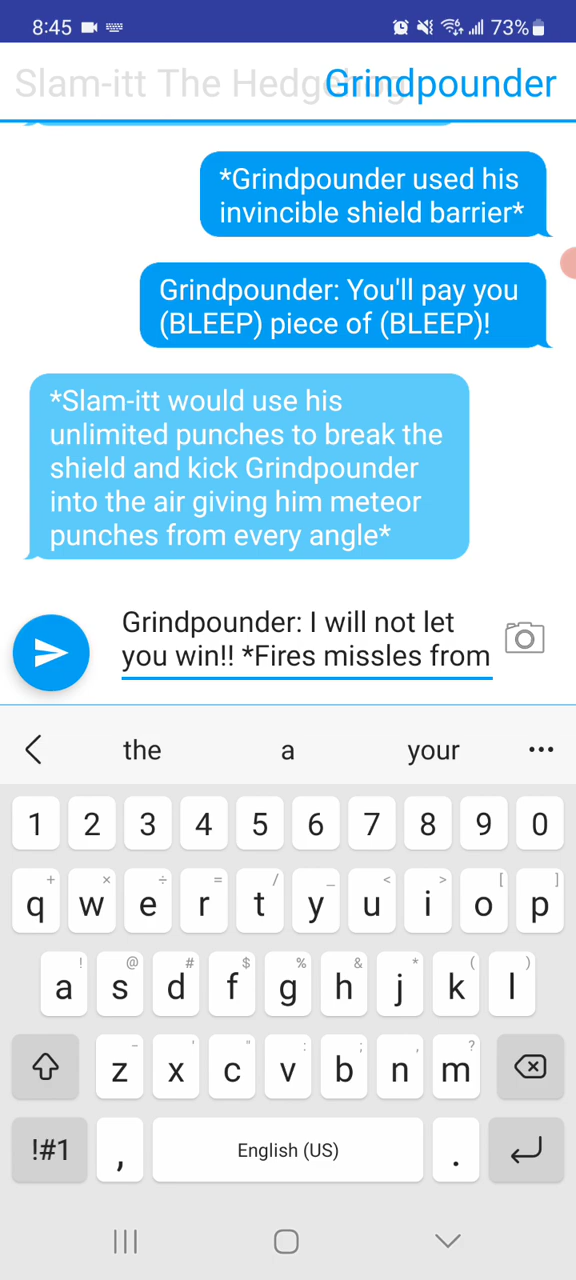 8:45
73%
Slam-itt The Hedgehog
Grindpounder
*Grindpounder used his
invincible shield barrier*
Grindpounder: You'll pay you
(BLEEP) piece of (BLEEP)!
*Slam-itt would use his
unlimited punches to break the
shield and kick Grindpounder
into the air giving him meteor
punches from every angle*
Grindpounder: I will not let
you win!! *Fires missles from
the a your
1 2 3 4 5 6 7 8 9 0
+ × ÷ = / _ < > [ ]
q w e r t y u i o p
! @ # $ % & * ( )
a s d f g h j k l
- ' " : ; , ?
z x c v b n m
!#1 , English (US) .